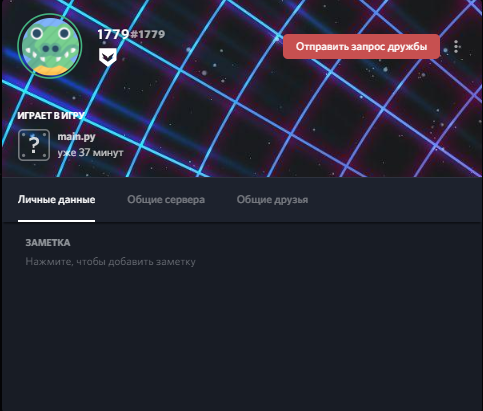 1779#1779
Отправить запрос дружбы
ИГРАЕТ В ИГРУ
?
main.py
уже 37 минут
Личные данные
Общие сервера
Общие друзья
ЗАМЕТКА
Нажмите, чтобы добавить заметку